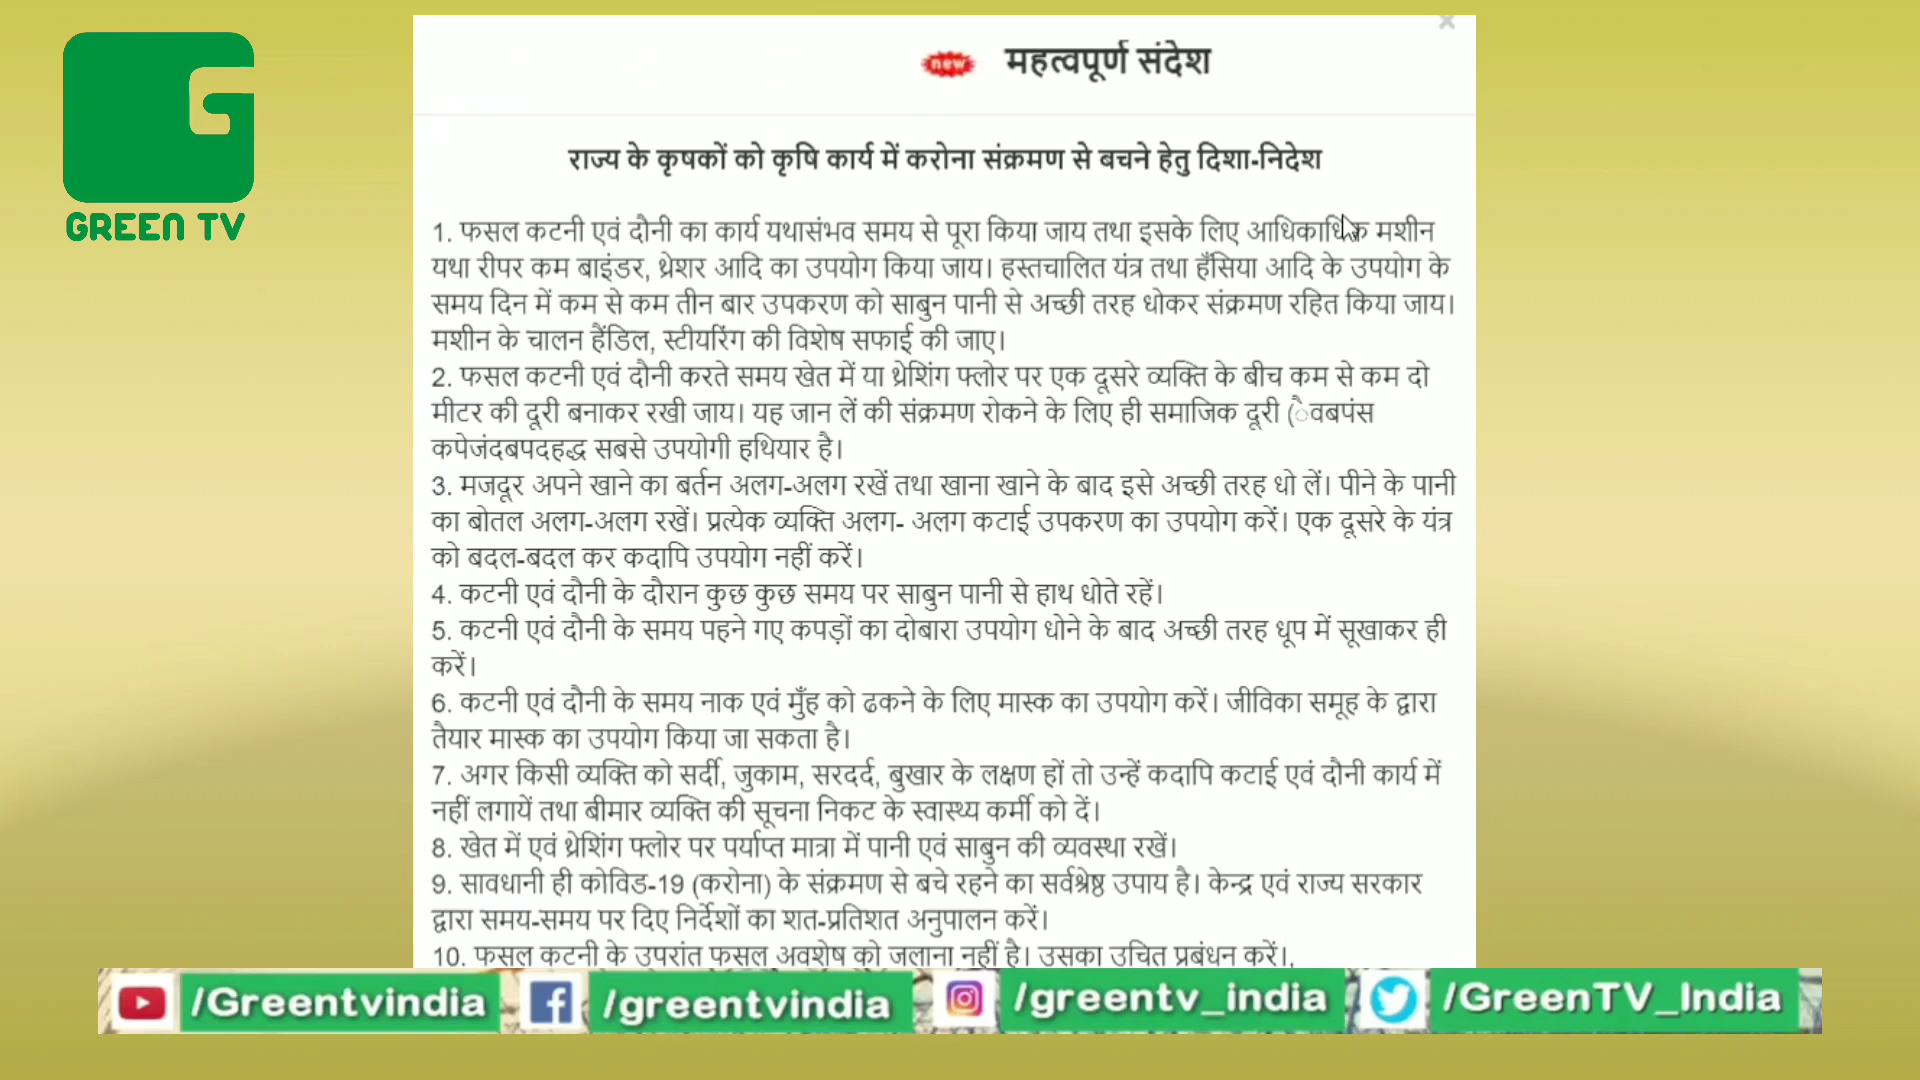 GREEN TV
new महत्वपूर्ण संदेश
राज्य के कृषकों को कृषि कार्य में करोना संक्रमण से बचने हेतु दिशा-निदेश
1. फसल कटनी एवं दौनी का कार्य यथासंभव समय से पूरा किया जाय तथा इसके लिए आधिकाधिक मशीन
यथा रीपर कम बाइंडर, थ्रेशर आदि का उपयोग किया जाय। हस्तचालित यंत्र तथा हँसिया आदि के उपयोग के
समय दिन में कम से कम तीन बार उपकरण को साबुन पानी से अच्छी तरह धोकर संक्रमण रहित किया जाय।
मशीन के चालन हैंडिल, स्टीयरिंग की विशेष सफाई की जाए।
2. फसल कटनी एवं दौनी करते समय खेत में या थ्रेशिंग फ्लोर पर एक दूसरे व्यक्ति के बीच कम से कम दो
मीटर की दूरी बनाकर रखी जाय। यह जान लें की संक्रमण रोकने के लिए ही समाजिक दूरी (ैवबपंस
कपेजंदबपदहद्ध सबसे उपयोगी हथियार है।
3. मजदूर अपने खाने का बर्तन अलग-अलग रखें तथा खाना खाने के बाद इसे अच्छी तरह धो लें। पीने के पानी
का बोतल अलग-अलग रखें। प्रत्येक व्यक्ति अलग- अलग कटाई उपकरण का उपयोग करें। एक दूसरे के यंत्र
को बदल-बदल कर कदापि उपयोग नहीं करें।
4. कटनी एवं दौनी के दौरान कुछ कुछ समय पर साबुन पानी से हाथ धोते रहें।
5. कटनी एवं दौनी के समय पहने गए कपड़ों का दोबारा उपयोग धोने के बाद अच्छी तरह धूप में सूखाकर ही
करें।
6. कटनी एवं दौनी के समय नाक एवं मुँह को ढकने के लिए मास्क का उपयोग करें। जीविका समूह के द्वारा
तैयार मास्क का उपयोग किया जा सकता है।
7. अगर किसी व्यक्ति को सर्दी, जुकाम, सरदर्द, बुखार के लक्षण हों तो उन्हें कदापि कटाई एवं दौनी कार्य में
नहीं लगायें तथा बीमार व्यक्ति की सूचना निकट के स्वास्थ्य कर्मी को दें।
8. खेत में एवं थ्रेशिंग फ्लोर पर पर्याप्त मात्रा में पानी एवं साबुन की व्यवस्था रखें।
9. सावधानी ही कोविड-19 (करोना) के संक्रमण से बचे रहने का सर्वश्रेष्ठ उपाय है। केन्द्र एवं राज्य सरकार
द्वारा समय-समय पर दिए निर्देशों का शत-प्रतिशत अनुपालन करें।
10. फसल कटनी के उपरांत फसल अवशेष को जलाना नहीं है। उसका उचित प्रबंधन करें।,
/Greentvindia /greentvindia /greentv_india /GreenTV_India